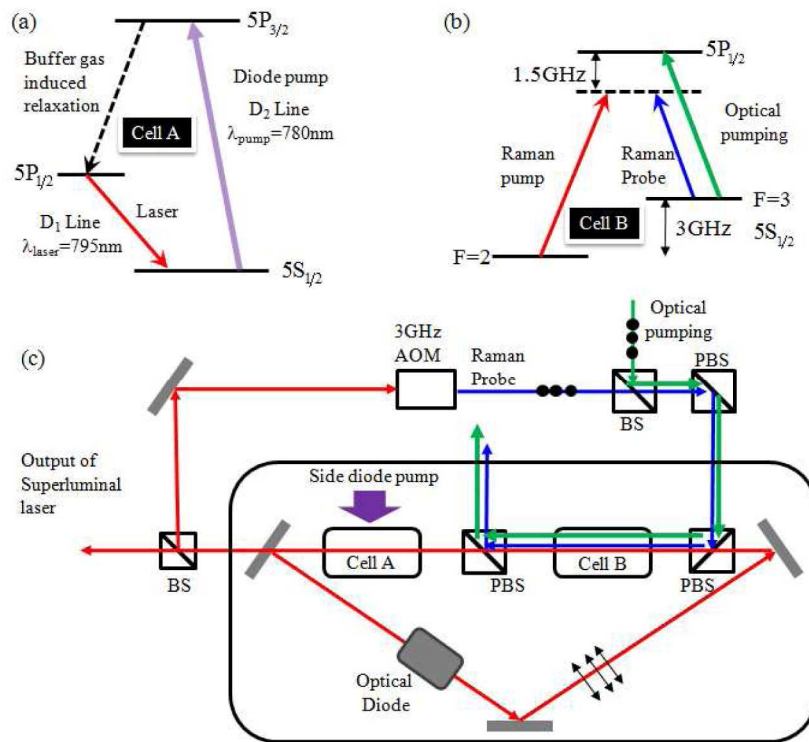 (a)
5P3/2
Buffer gas
induced
relaxation
Diode pump
D2 Line
λpump=780nm
Cell A
5P1/2
Laser
D1 Line
λlaser=795nm
5S1/2
(b)
5P1/2
1.5GHz
Optical
pumping
Raman
pump
Raman
Probe
F=3
Cell B
3GHz
5S1/2
F=2
(c)
3GHz
AOM
Raman
Probe
Optical
pumping
PBS
BS
Output of
Superluminal
laser
Side diode pump
Cell A
Cell B
BS
PBS
PBS
Optical
Diode